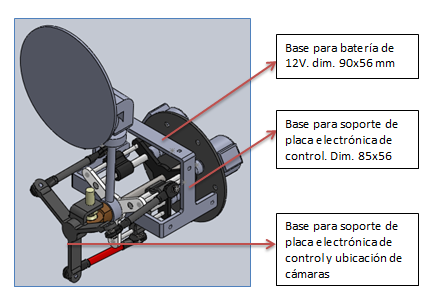 Base para batería de
12V. dim. 90x56 mm
Base para soporte de
placa electrónica de
control. Dim. 85x56
Base para soporte de
placa electrónica de
control y ubicación de
cámaras